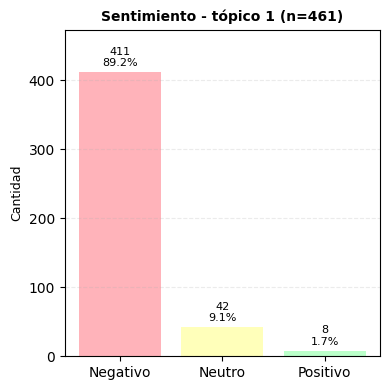 Sentimiento - tópico 1 (n=461)
Cantidad
400
300
200
100
0
411
89.2%
42
9.1%
8
1.7%
Negativo
Neutro
Positivo